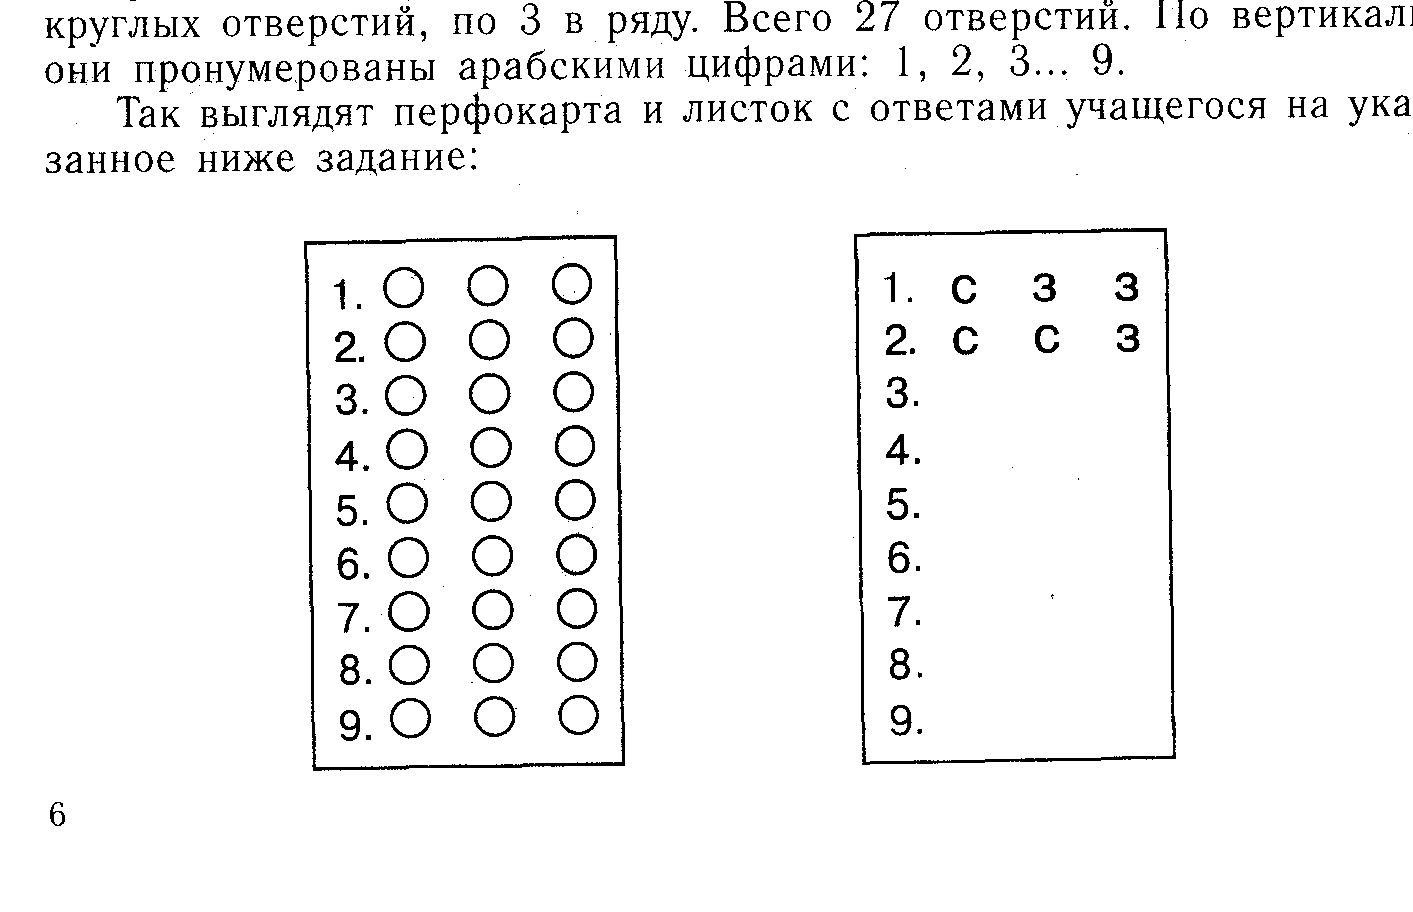 круглых отверстий, по 3 в ряду. Всего 27 отверстий. По вертикали
они пронумерованы арабскими цифрами: 1, 2, 3... 9.
Так выглядят перфокарта и листок с ответами учащегося на ука
занное ниже задание:
1.
2.
3.
4.
5.
6.
7.
8.
9.
1. С З З
2. С С З
3.
4.
5.
6.
7.
8.
9.
6